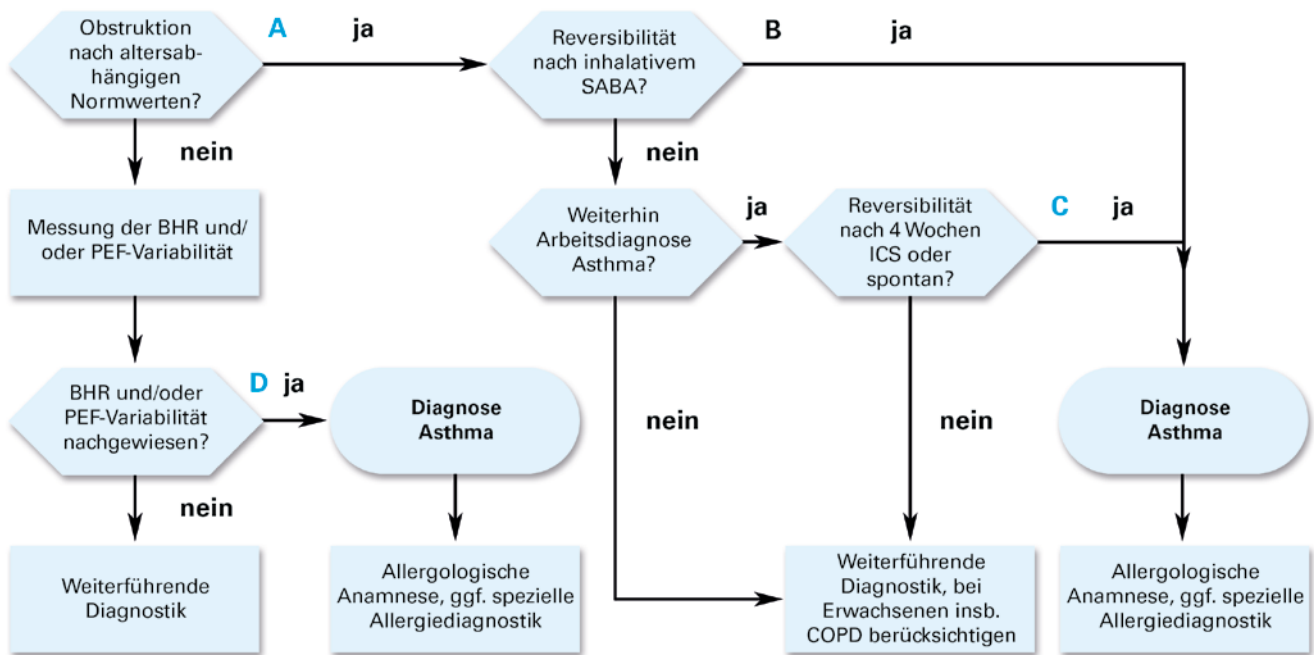 Obstruktion
nach altersab-
hängigen
Normwerten?
A ja
Reversibilität
nach inhalativem
SABA?
B ja
nein
nein
Messung der BHR und/
oder PEF-Variabilität
Weiterhin
Arbeitsdiagnose
Asthma?
ja
Reversibilität
nach 4 Wochen
ICS oder
spontan?
C ja
BHR und/oder
PEF-Variabilität
nachgewiesen?
D ja
Diagnose
Asthma
nein
nein
Diagnose
Asthma
nein
Weiterführende
Diagnostik
Allergologische
Anamnese, ggf. spezielle
Allergiediagnostik
Weiterführende
Diagnostik, bei
Erwachsenen insb.
COPD berücksichtigen
Allergologische
Anamnese, ggf. spezielle
Allergiediagnostik